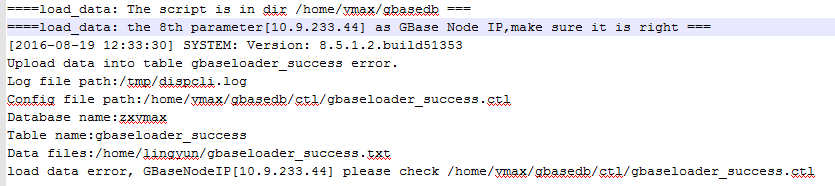 ====load_data: The script is in dir /home/vmax/gbasedb ===
====load_data: the 8th parameter[10.9.233.44] as GBase Node IP,make sure it is right ===
[2016-08-19 12:33:30] SYSTEM: Version: 8.5.1.2.build51353
Upload data into table gbaseloader_success error.
Log file path:/tmp/dispcli.log
Config file path:/home/vmax/gbasedb/ctl/gbaseloader_success.ctl
Database name:zxvmax
Table name:gbaseloader_success
Data files:/home/lingyun/gbaseloader_success.txt
load data error, GBaseNodeIP[10.9.233.44] please check /home/vmax/gbasedb/ctl/gbaseloader_success.ctl